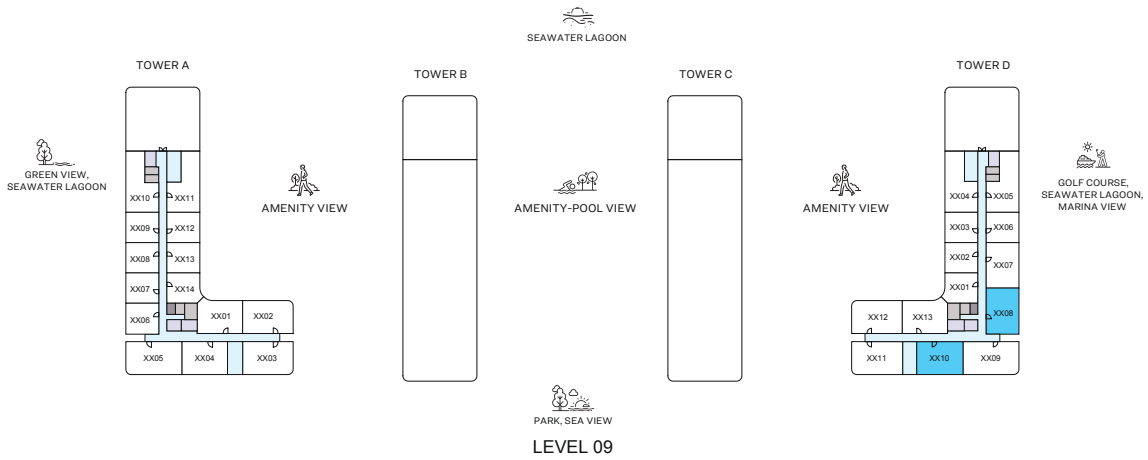 SEAWATER LAGOON
TOWER A
TOWER B
TOWER C
TOWER D
GREEN VIEW,
SEAWATER LAGOON
AMENITY VIEW
AMENITY-POOL VIEW
AMENITY VIEW
GOLF COURSE,
SEAWATER LAGOON,
MARINA VIEW
XX10 XX11
XX09 XX12
XX08 XX13
XX07 XX14
XX06 XX01 XX02
XX05 XX04 XX03
XX04 XX05
XX03 XX06
XX02 XX07
XX01 XX08
XX12 XX13
XX11 XX10 XX09
PARK, SEA VIEW
LEVEL 09